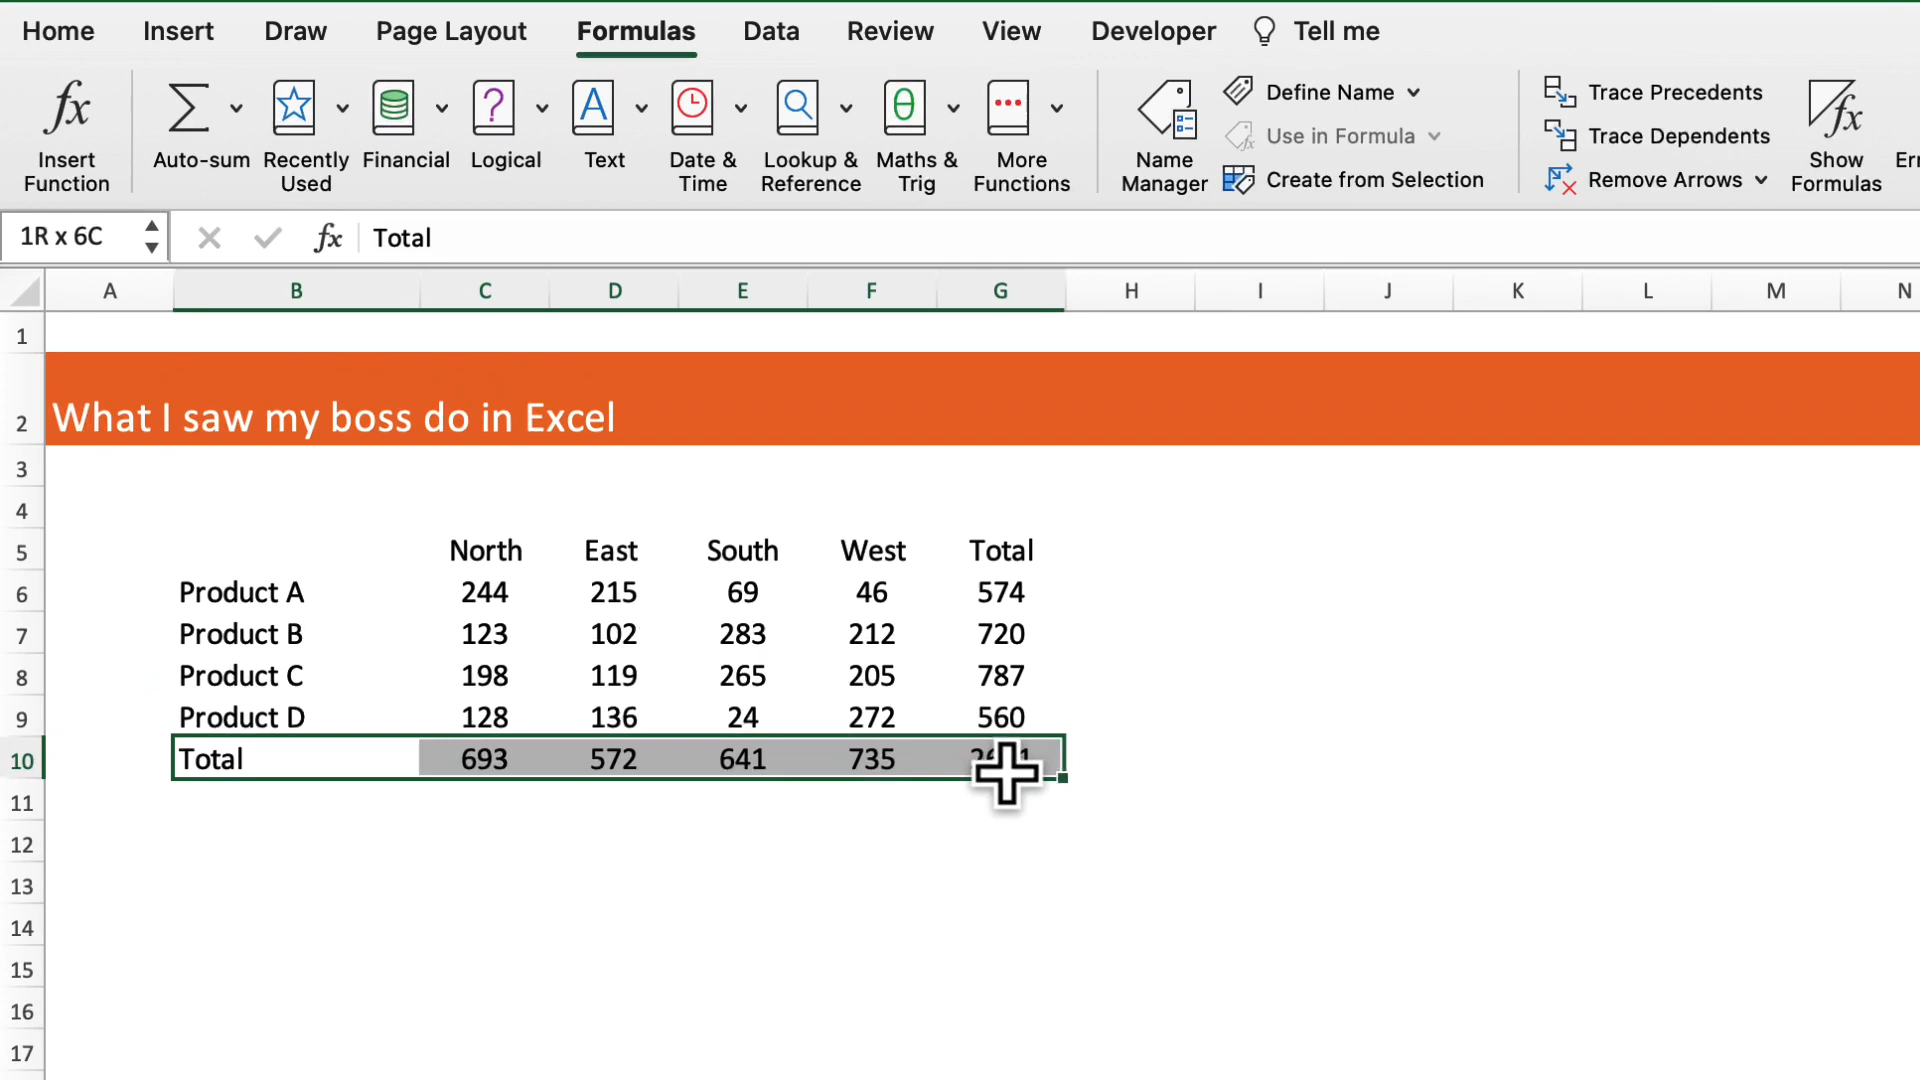 Home Insert Draw Page Layout Formulas Data Review View Developer Tell me
fx Insert Function
Auto-sum
Recently Used
Financial
Logical
Text
Date & Time
Lookup & Reference
Maths & Trig
More Functions
Name Manager
Define Name
Use in Formula
Create from Selection
Trace Precedents
Trace Dependents
Remove Arrows
Show Formulas
1R x 6C fx Total
A B C D E F G H I J K L M N
1
2 What I saw my boss do in Excel
3
4
5 North East South West Total
6 Product A 244 215 69 46 574
7 Product B 123 102 283 212 720
8 Product C 198 119 265 205 787
9 Product D 128 136 24 272 560
10 Total 693 572 641 735
11
12
13
14
15
16
17